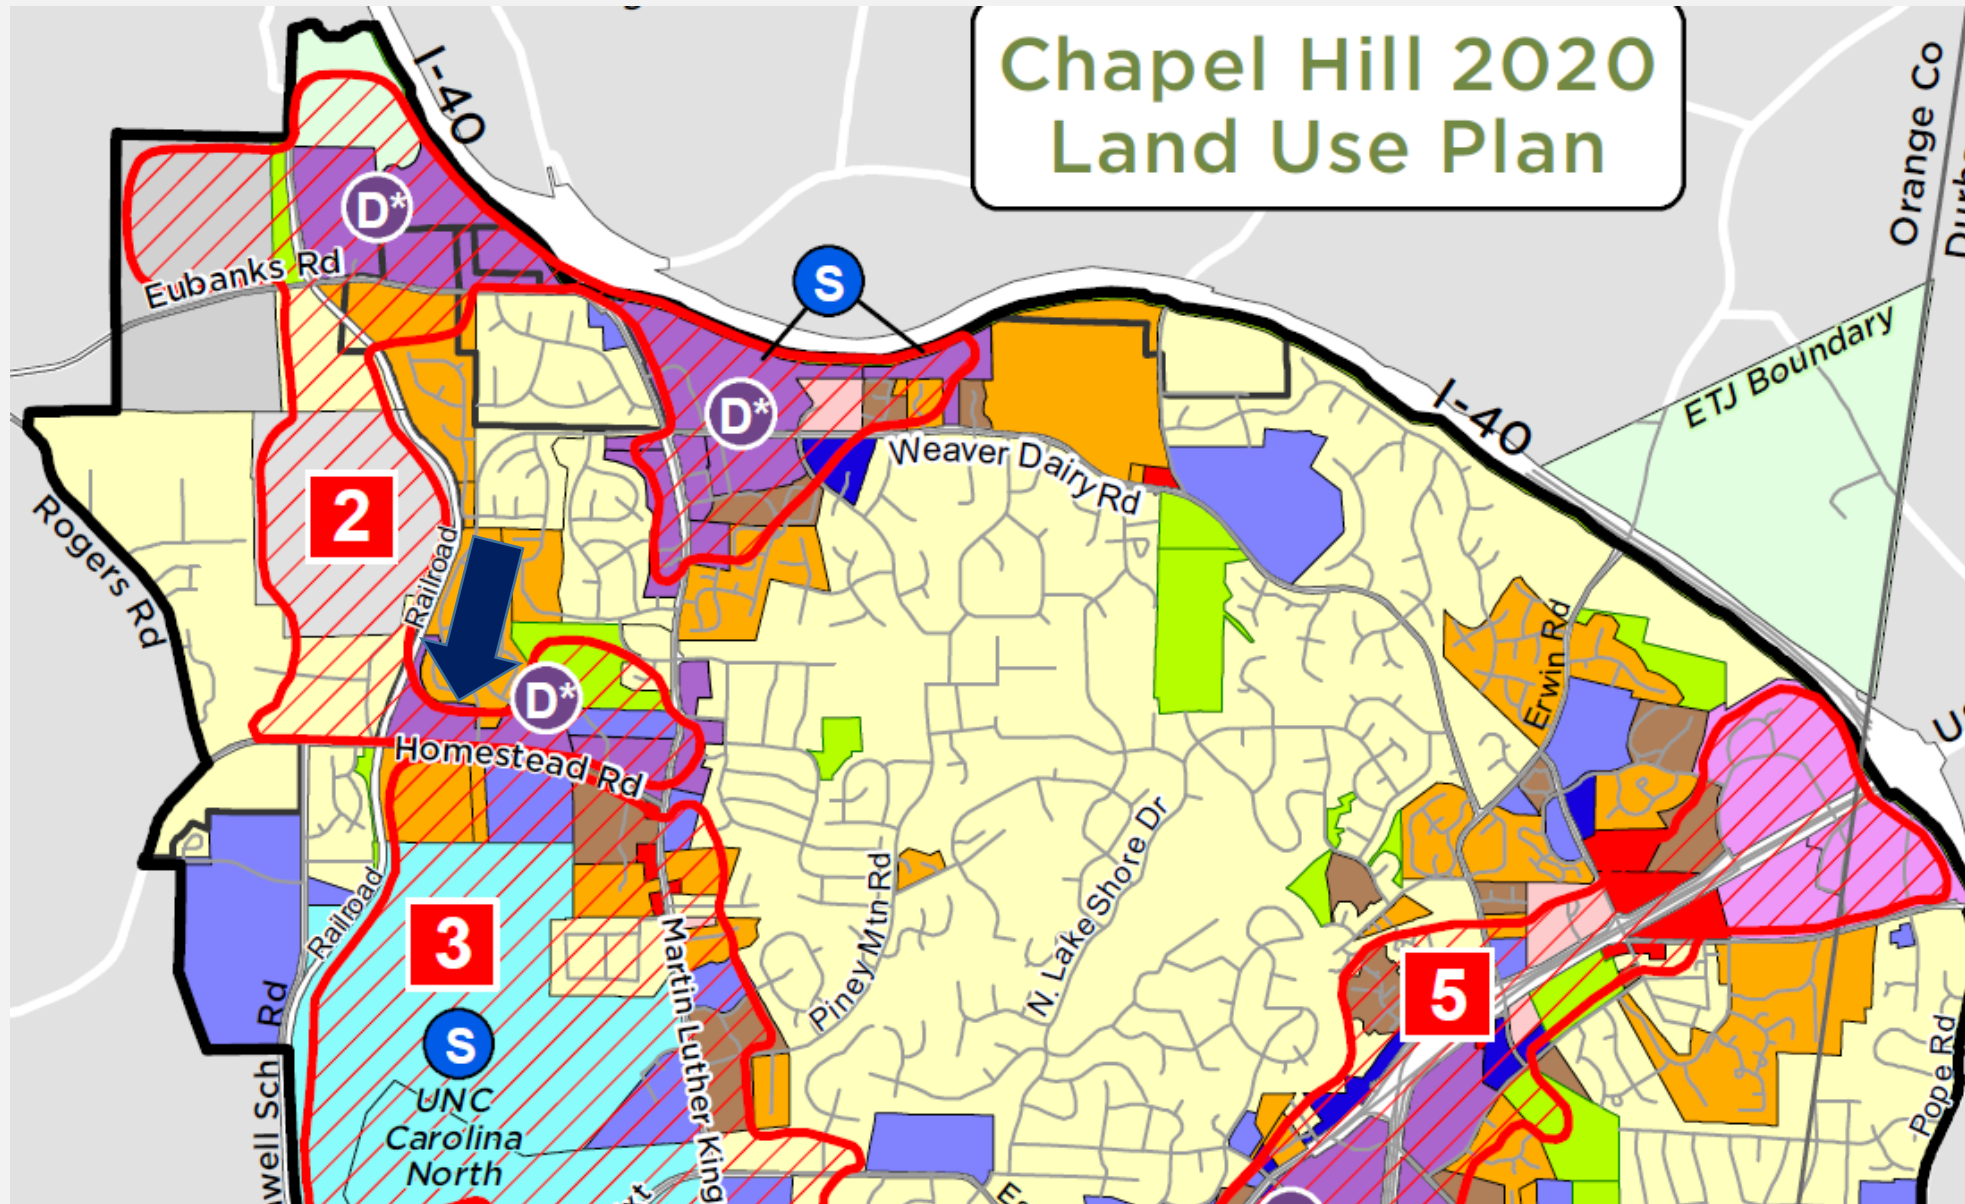 Chapel Hill 2020
Land Use Plan
I-40
Orange Co
D*
Eubanks Rd
S
ETJ Boundary
D*
I-40
Weaver Dairy Rd
2
Rogers Rd
Railroad
Erwin Rd
D*
Homestead Rd
N. Lake Shore Dr
Piney Mtn Rd
Railroad
3
Martin Luther King
5
S
Rd
Sch
UNC
Carolina
North
Pope Rd